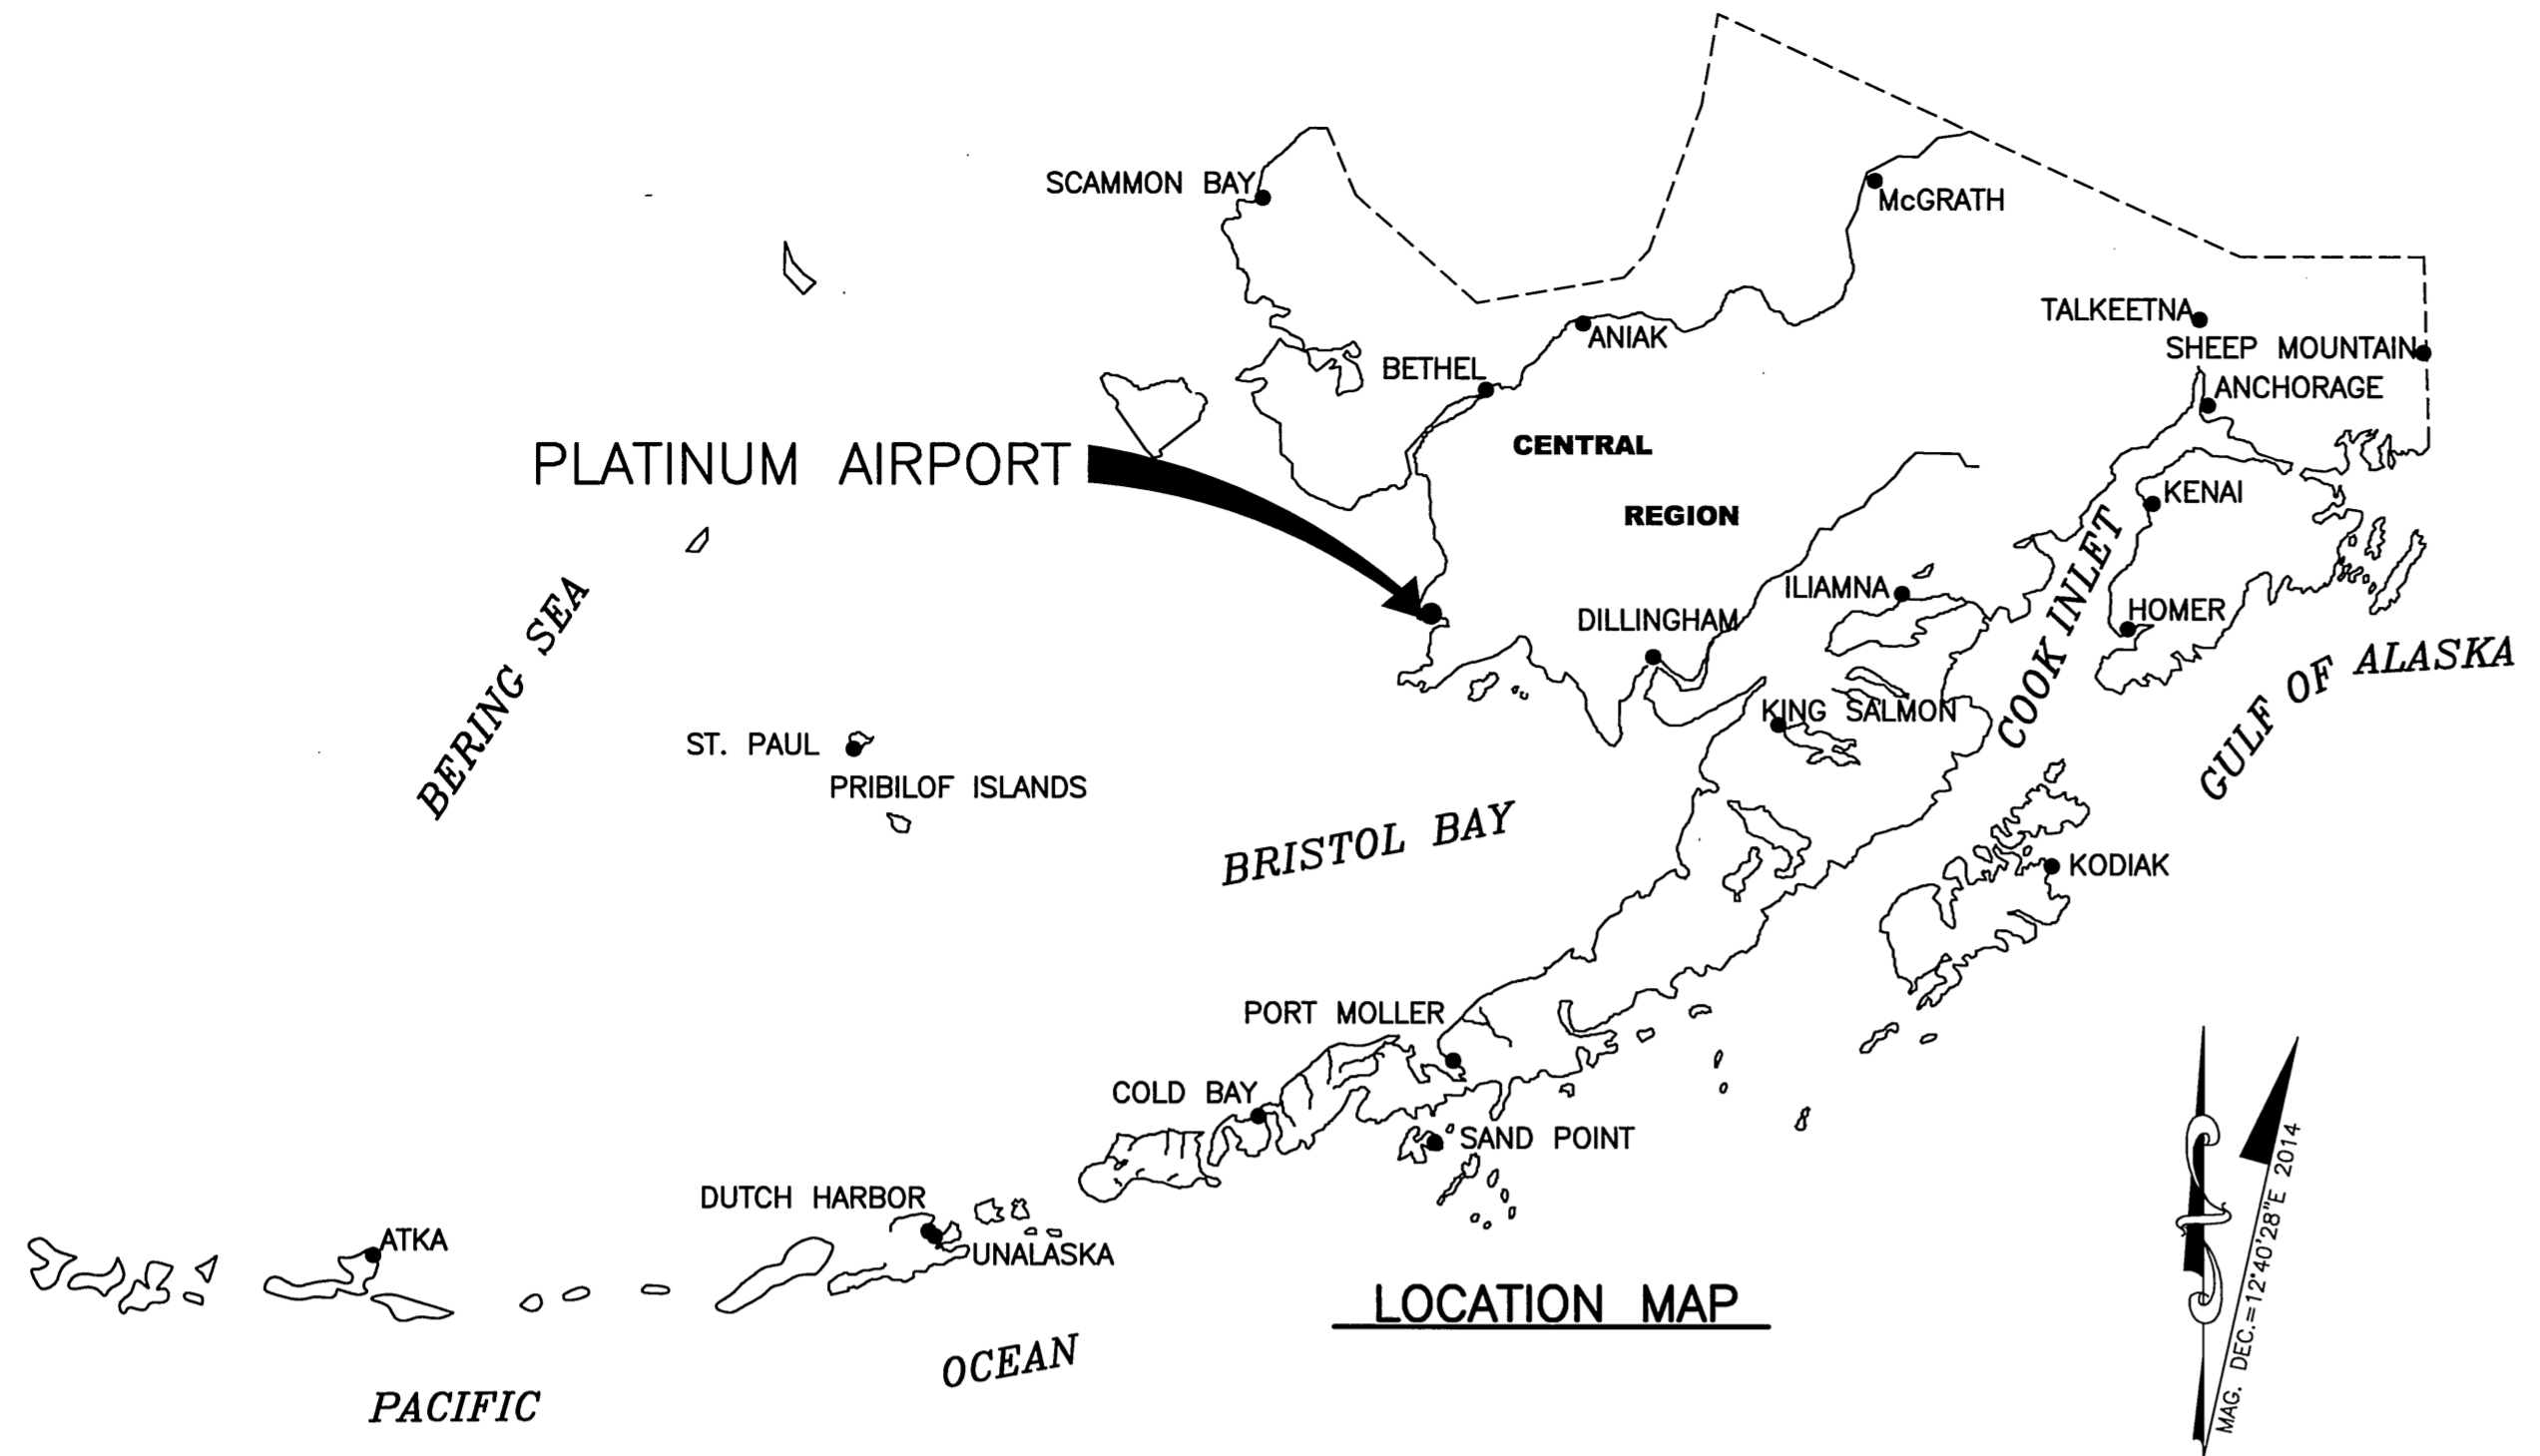 SCAMMON BAY
McGRATH
TALKEETNA
SHEEP MOUNTAIN
ANIAK
BETHEL
ANCHORAGE
CENTRAL
PLATINUM AIRPORT
KENAI
REGION
COOK INLET
ILIAMNA
BERING SEA
DILLINGHAM
HOMER
GULF OF ALASKA
KING SALMON
ST. PAUL
PRIBILOF ISLANDS
BRISTOL BAY
KODIAK
PORT MOLLER
COLD BAY
SAND POINT
DUTCH HARBOR
ATKA
UNALASKA
MAG. DEC.=12°40'28"E 2014
LOCATION MAP
OCEAN
PACIFIC